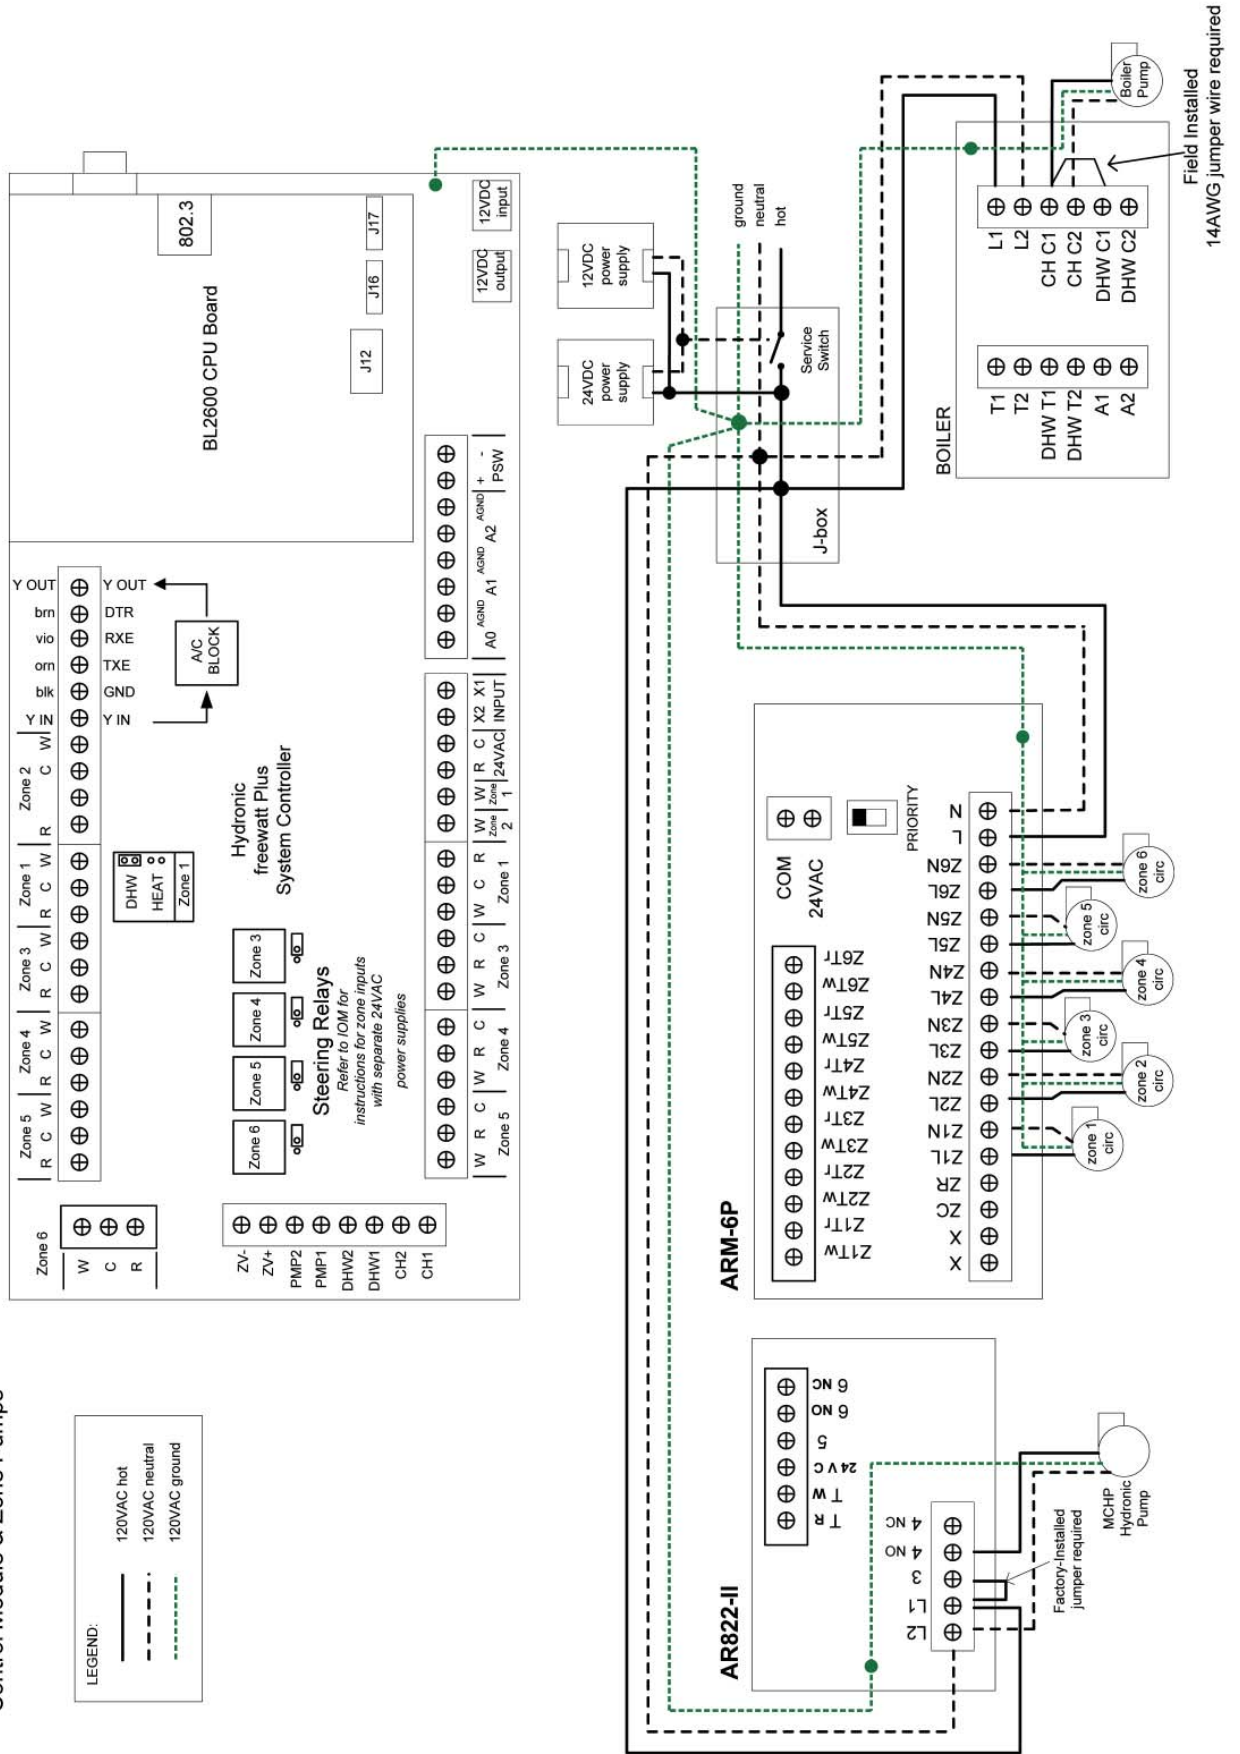 Control Module & Zone Pumps
LEGEND:
120VAC hot
120VAC neutral
120VAC ground
Zone 6
W
C
R
Zone 5
R C W
Zone 4
R C W
Zone 3
R C W
Zone 1
R C W
Zone 2
R C W
Y IN
blk
orn
vio
brn
Y OUT
Y IN
GND
TXE
RXE
DTR
Y OUT
A/C
BLOCK
DHW
HEAT
Zone 1
Hydronic
freewatt Plus
System Controller
BL2600 CPU Board
802.3
J12
J16
J17
12VDC
output
12VDC
input
Zone 6
Zone 5
Zone 4
Zone 3
Steering Relays
Refer to IOM for
instructions for zone inputs
with separate 24VAC
power supplies
ZV-
ZV+
PMP2
PMP1
DHW2
DHW1
CH2
CH1
W R C
Zone 5
W R C
Zone 4
W R C
Zone 3
W C R
Zone 1
W
Zone
2
W
Zone
1
R C
24VAC
X2 X1
INPUT
A0
AGND
A1
AGND
A2
AGND
+ -
PSW
24VDC
power
supply
12VDC
power
supply
ground
neutral
hot
Service
Switch
J-box
AR822-II
T R
T W
24 V C
5
6 NO
6 NC
L2
L1
3
4 NO
4 NC
Factory-Installed
jumper required
MCHP
Hydronic
Pump
ARM-6P
Z1Tw
Z1Tr
Z2Tw
Z2Tr
Z3Tw
Z3Tr
Z4Tw
Z4Tr
Z5Tw
Z5Tr
Z6Tw
Z6Tr
COM
24VAC
PRIORITY
X
X
ZC
ZR
Z1L
Z1N
Z2L
Z2N
Z3L
Z3N
Z4L
Z4N
Z5L
Z5N
Z6L
Z6N
L
N
zone 1
circ
zone 2
circ
zone 3
circ
zone 4
circ
zone 5
circ
zone 6
circ
BOILER
T1
T2
DHW T1
DHW T2
A1
A2
L1
L2
CH C1
CH C2
DHW C1
DHW C2
Boiler
Pump
Field Installed
14AWG jumper wire required